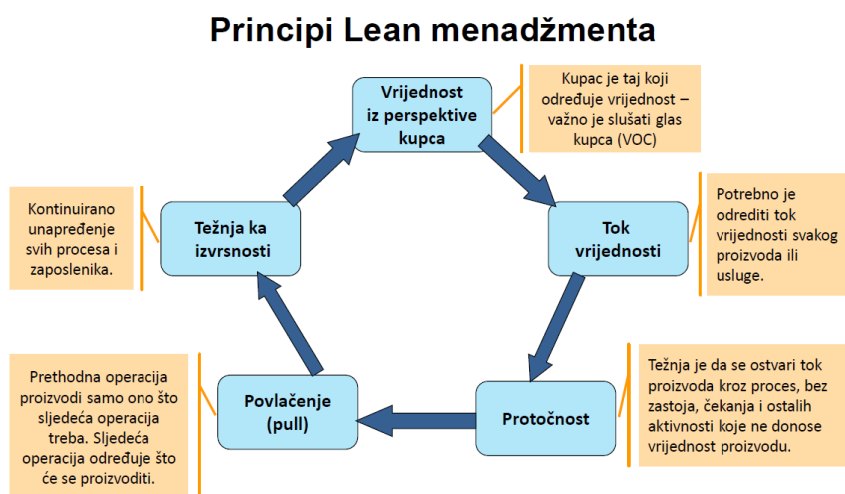 Principi Lean menadžmenta
Vrijednost
iz perspektive
kupca
Kupac je taj koji
određuje vrijednost –
važno je slušati glas
kupca (VOC)
Tok
vrijednosti
Potrebno je
odrediti tok
vrijednosti svakog
proizvoda ili
usluge.
Protočnost
Težnja je da se ostvari tok
proizvoda kroz proces, bez
zastoja, čekanja i ostalih
aktivnosti koje ne donose
vrijednost proizvodu.
Povlačenje
(pull)
Prethodna operacija
proizvodi samo ono što
sljedeća operacija
treba. Sljedeća
operacija određuje što
će se proizvoditi.
Težnja ka
izvrsnosti
Kontinuirano
unapređenje
svih procesa i
zaposlenika.